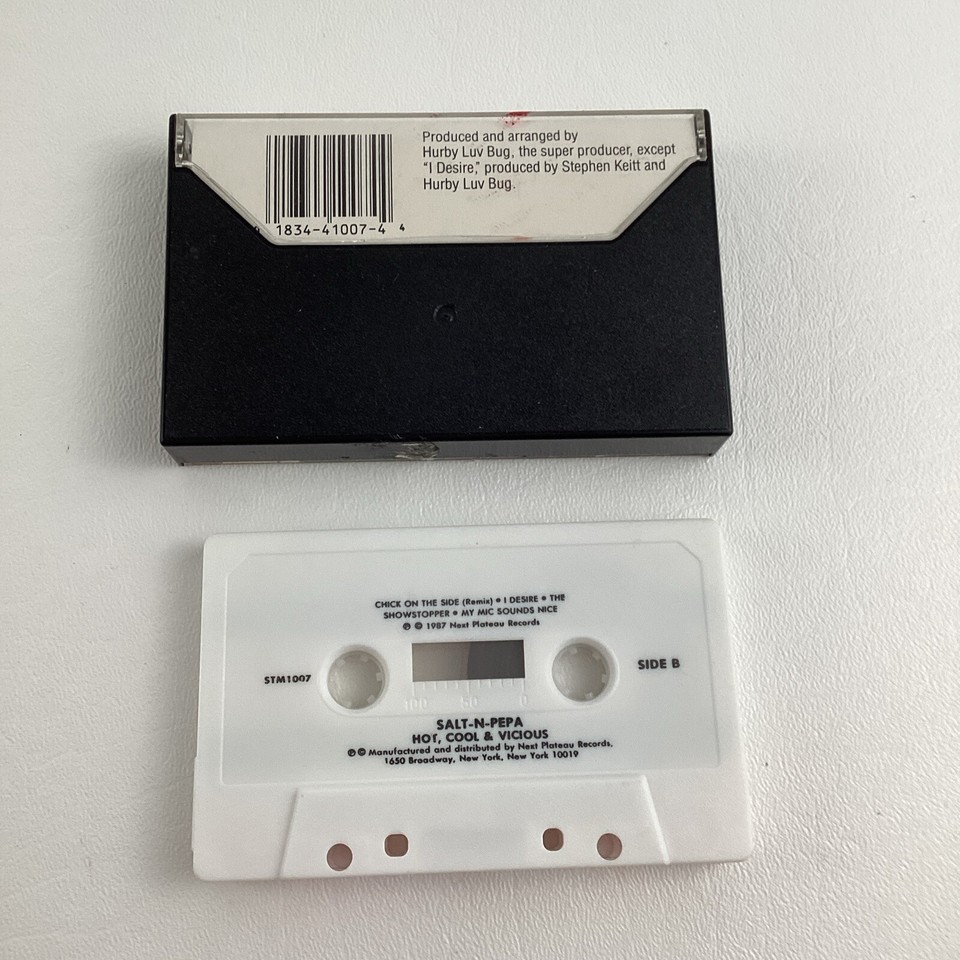 Produced and arranged by
Hurby Luv Bug, the super producer, except
"I Desire," produced by Stephen Keitt and
Hurby Luv Bug.
1834-41007-4 4
CHICK ON THE SIDE (Remix) • I DESIRE • THE
SHOWSTOPPER • MY MIC SOUNDS NICE
℗ © 1987 Next Plateau Records
STM1007
SIDE B
100 50 0
SALT-N-PEPA
HOT, COOL & VICIOUS
℗ © Manufactured and distributed by Next Plateau Records,
1650 Broadway, New York, New York 10019